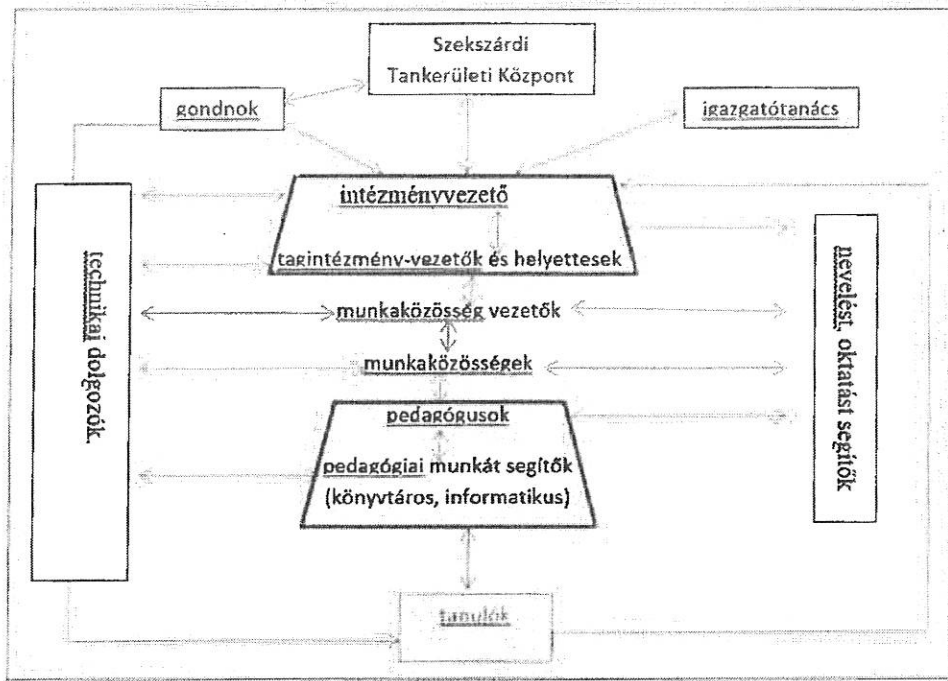 Szekszárdi
Tankerületi Központ
gondnok
igazgatótanács
intézményvezető
tagintézmény-vezetők és helyettesek
munkaközösség vezetők
munkaközösségek
pedagógusok
pedagógiai munkát segítők
(könyvtáros, informatikus)
technikai dolgozók.
nevelést, oktatást segítők
tanulók